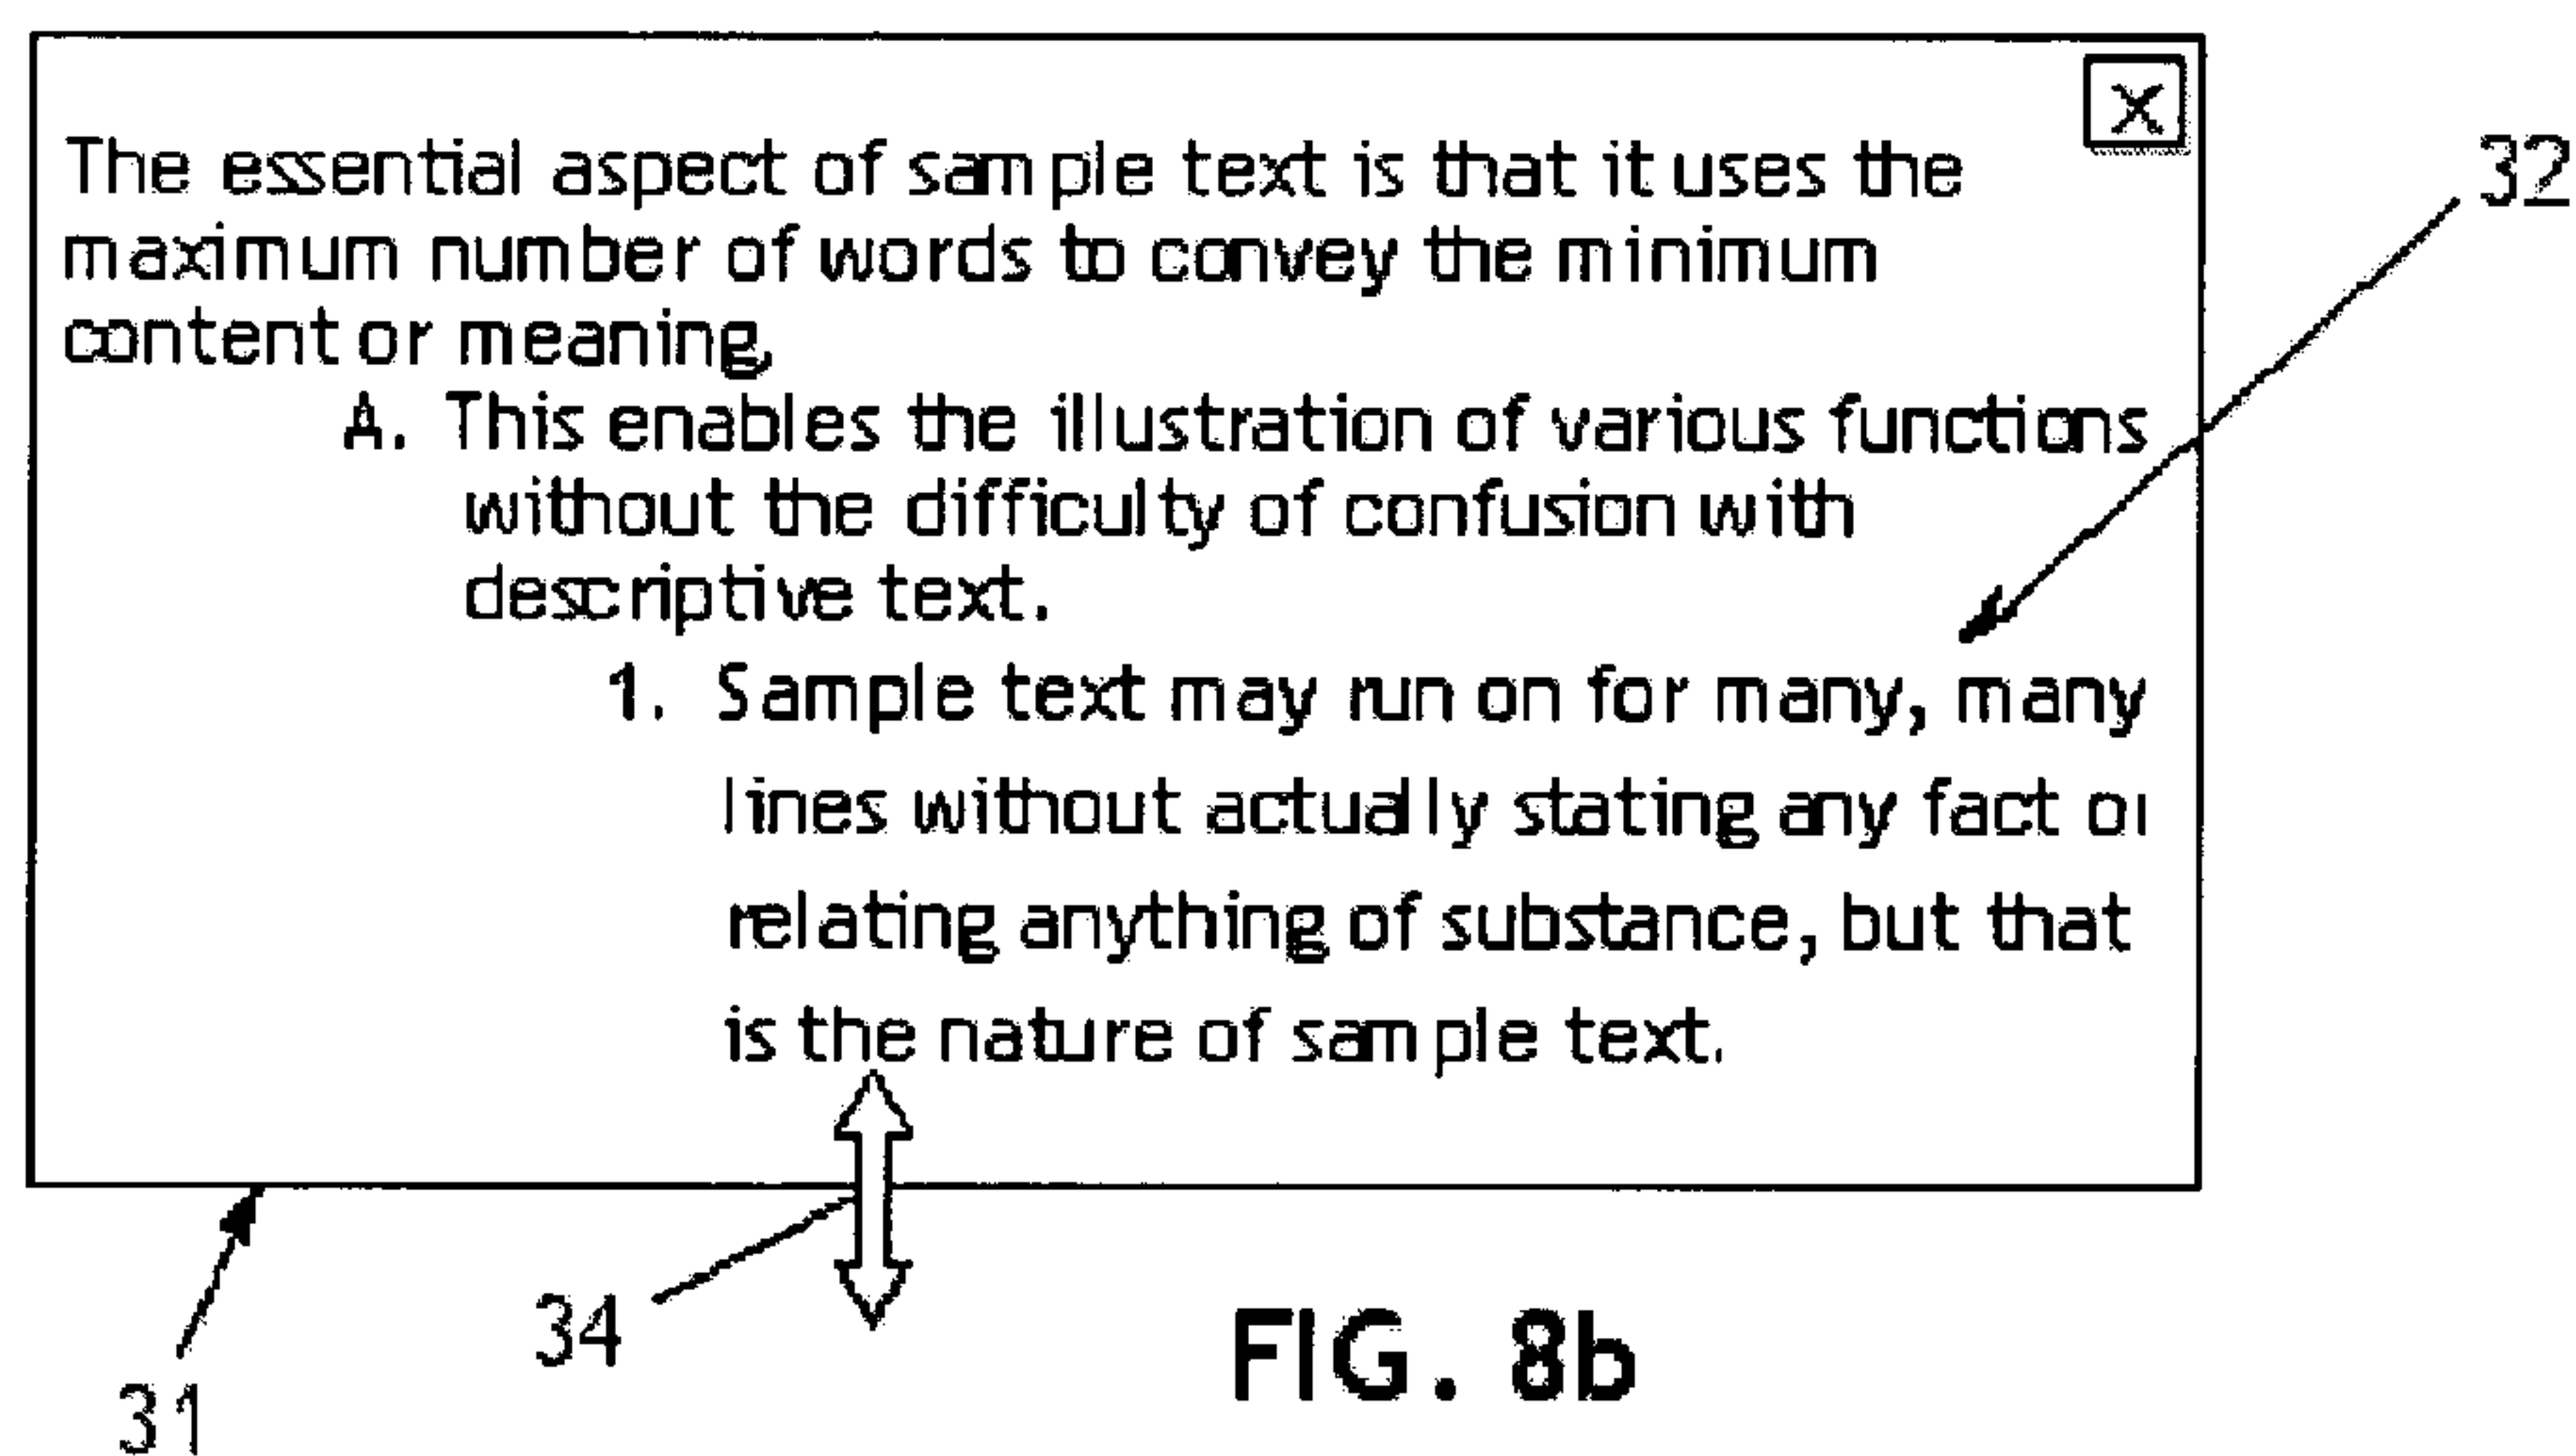 X
The essential aspect of sample text is that it uses the
32
maximum number of words to convey the minimum
content or meaning.
A. This enables the illustration of various functions
without the difficulty of confusion with
descriptive text.
1. Sample text may run on for many, many
lines without actually stating any fact or
relating anything of substance, but that
is the nature of sample text.
34
31
FIG. 8b